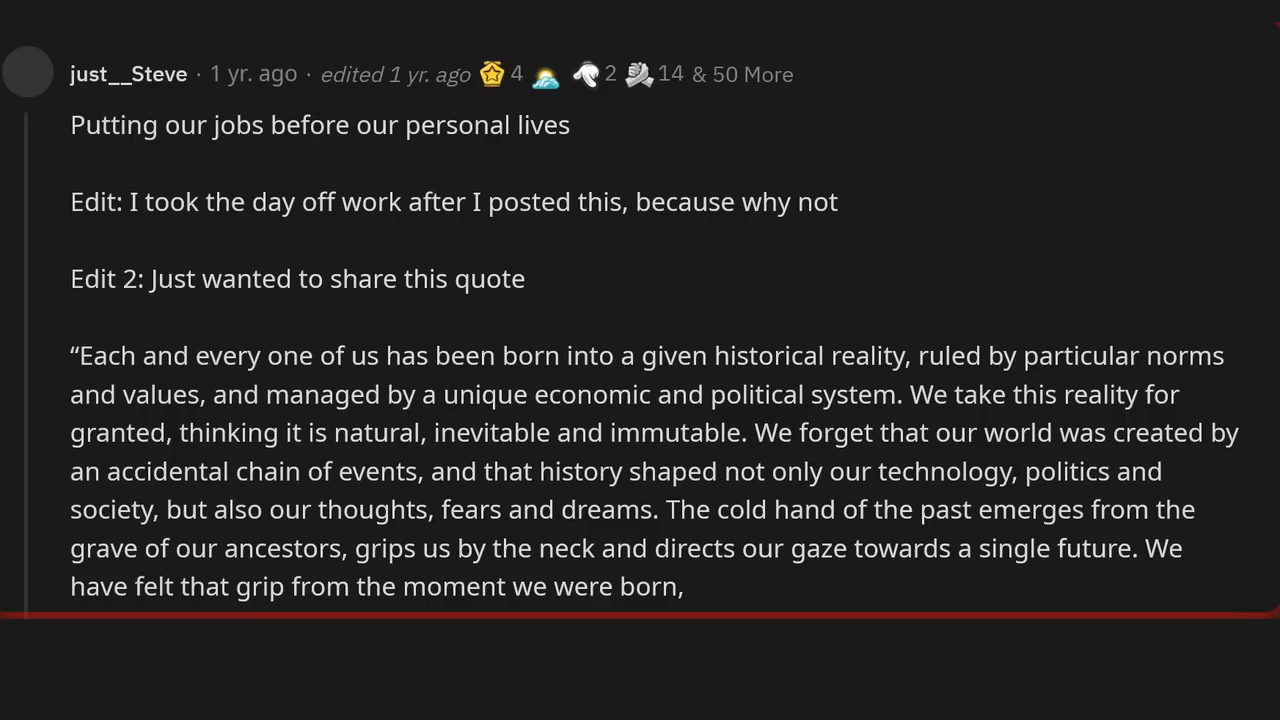 just__Steve · 1 yr. ago · edited 1 yr. ago 4 2 14 & 50 More
Putting our jobs before our personal lives
Edit: I took the day off work after I posted this, because why not
Edit 2: Just wanted to share this quote
“Each and every one of us has been born into a given historical reality, ruled by particular norms
and values, and managed by a unique economic and political system. We take this reality for
granted, thinking it is natural, inevitable and immutable. We forget that our world was created by
an accidental chain of events, and that history shaped not only our technology, politics and
society, but also our thoughts, fears and dreams. The cold hand of the past emerges from the
grave of our ancestors, grips us by the neck and directs our gaze towards a single future. We
have felt that grip from the moment we were born,